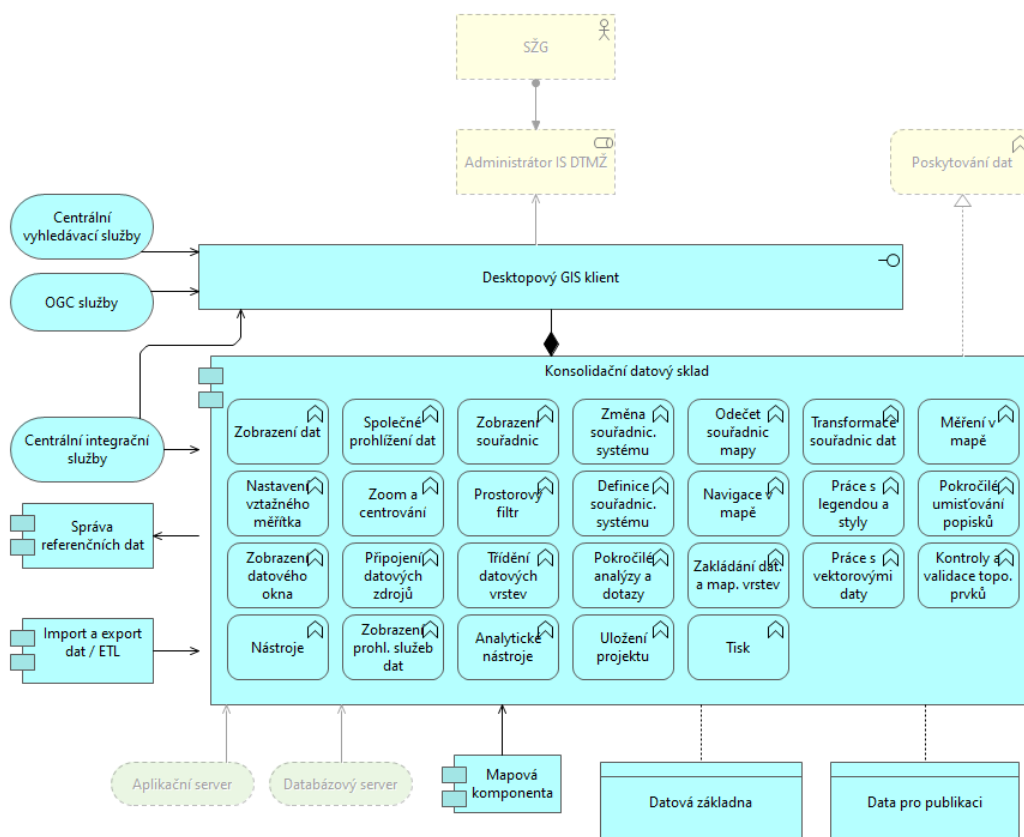 SŽG
Administrátor IS DTMŽ
Poskytování dat
Centrální
vyhledávací služby
OGC služby
Desktopový GIS klient
Centrální integrační
služby
Správa
referenčních dat
Import a export
dat / ETL
Konsolidační datový sklad
Zobrazení dat
Společné
prohlížení dat
Zobrazení
souřadnic
Změna
souřadnic.
systému
Odečet
souřadnic
mapy
Transformace
souřadnic dat
Měření v
mapě
Nastavení
vztažného
měřítka
Zoom a
centrování
Prostorový
filtr
Definice
souřadnic.
systému
Navigace v
mapě
Práce s
legendou a
styly
Pokročilé
umisťování
popisků
Zobrazení
datového
okna
Připojení
datových
zdrojů
Třídění
datových
vrstev
Pokročilé
analýzy a
dotazy
Zakládání dat.
a map. vrstev
Práce s
vektorovými
daty
Kontroly a
validace topo.
prvků
Nástroje
Zobrazení
prohl. služeb
dat
Analytické
nástroje
Uložení
projektu
Tisk
Aplikační server
Databázový server
Mapová
komponenta
Datová základna
Data pro publikaci